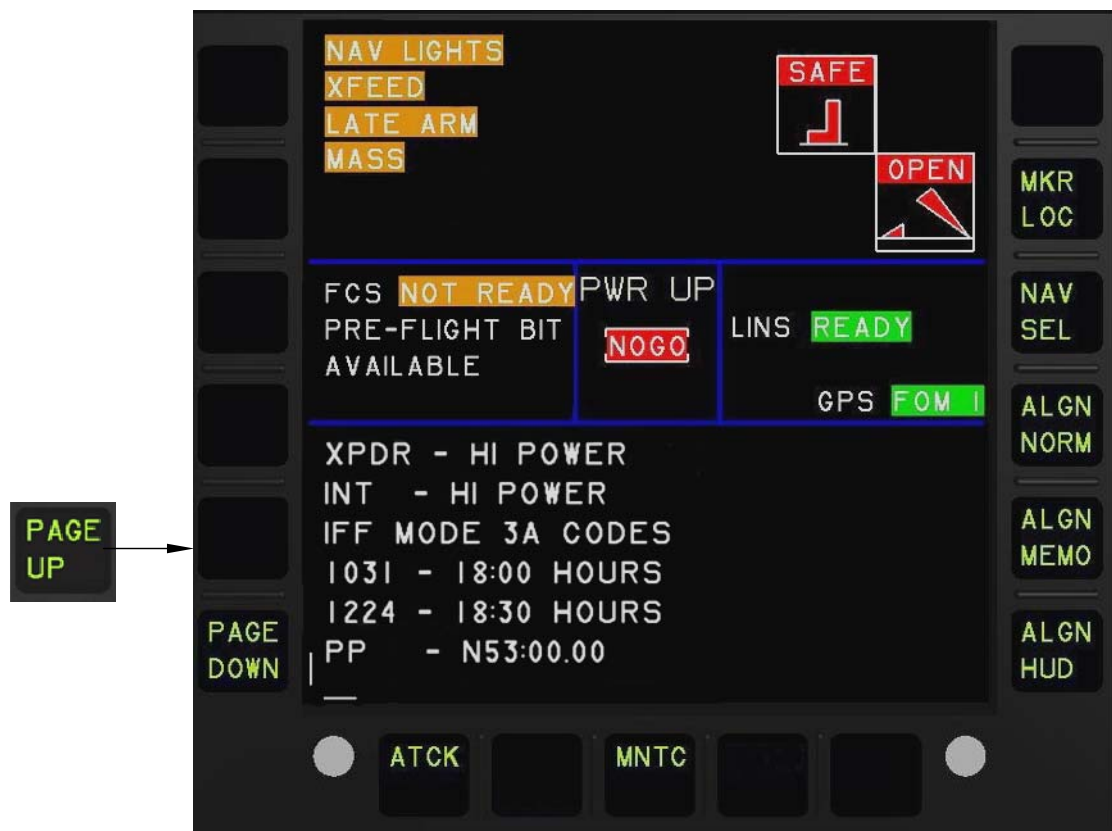 NAV LIGHTS
XFEED
LATE ARM
MASS
SAFE
OPEN
FCS NOT READY
PRE-FLIGHT BIT
AVAILABLE
PWR UP
NOGO
LINS READY
GPS FOM 1
XPDR - HI POWER
INT - HI POWER
IFF MODE 3A CODES
1031 - 18:00 HOURS
1224 - 18:30 HOURS
PP - N53:00.00
PAGE
UP
PAGE
DOWN
MKR
LOC
NAV
SEL
ALGN
NORM
ALGN
MEMO
ALGN
HUD
ATCK
MNTC